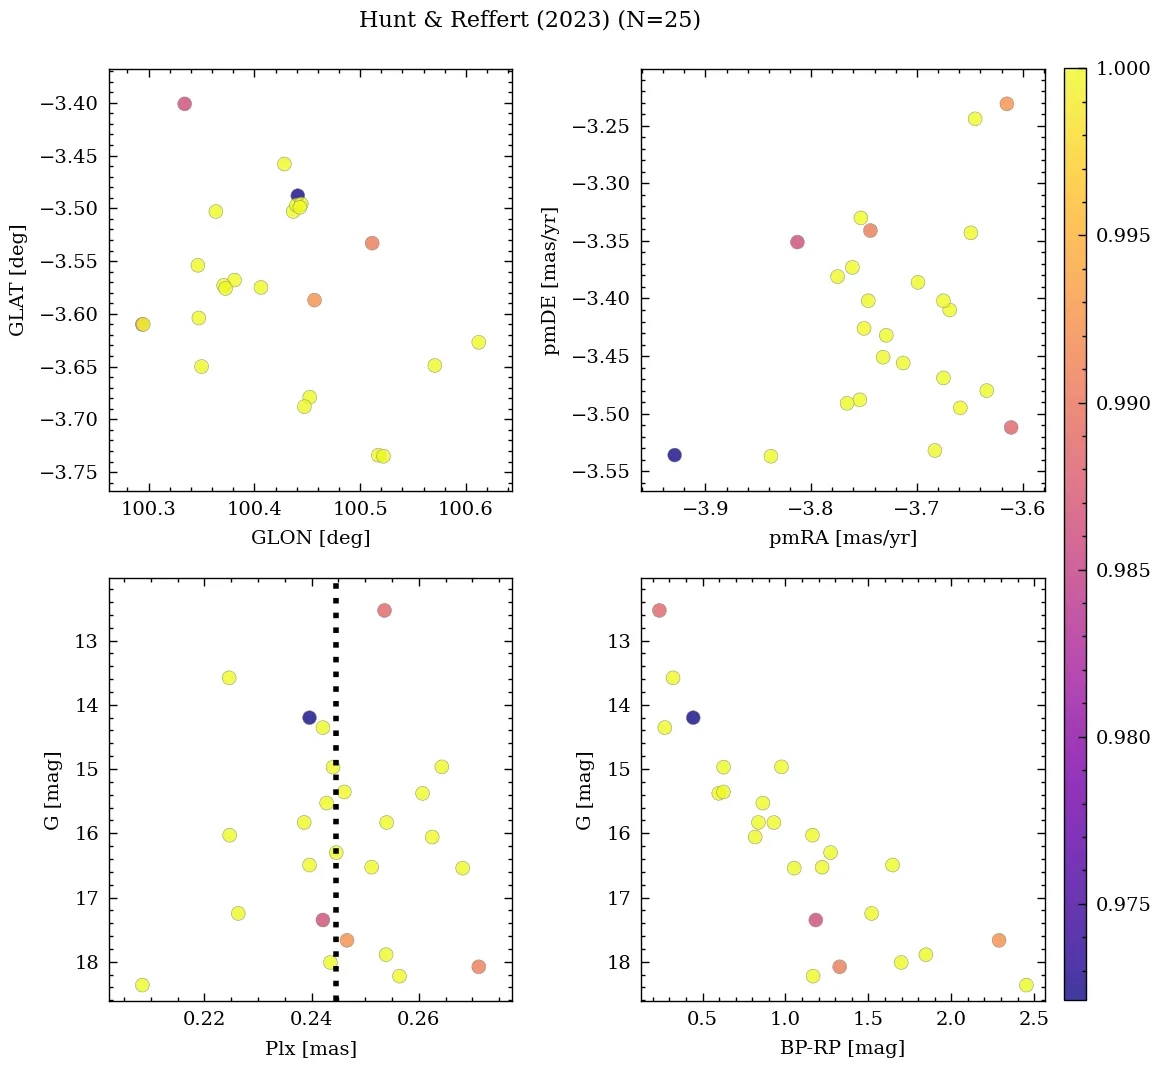 Hunt & Reffert (2023) (N=25)
−3.40
−3.45
−3.50
−3.55
−3.60
−3.65
−3.70
−3.75
GLAT [deg]
100.3 100.4 100.5 100.6
GLON [deg]
−3.25
−3.30
−3.35
−3.40
−3.45
−3.50
−3.55
pmDE [mas/yr]
−3.9 −3.8 −3.7 −3.6
pmRA [mas/yr]
13
14
15
16
17
18
G [mag]
0.22 0.24 0.26
Plx [mas]
13
14
15
16
17
18
G [mag]
0.5 1.0 1.5 2.0 2.5
BP-RP [mag]
1.000
0.995
0.990
0.985
0.980
0.975